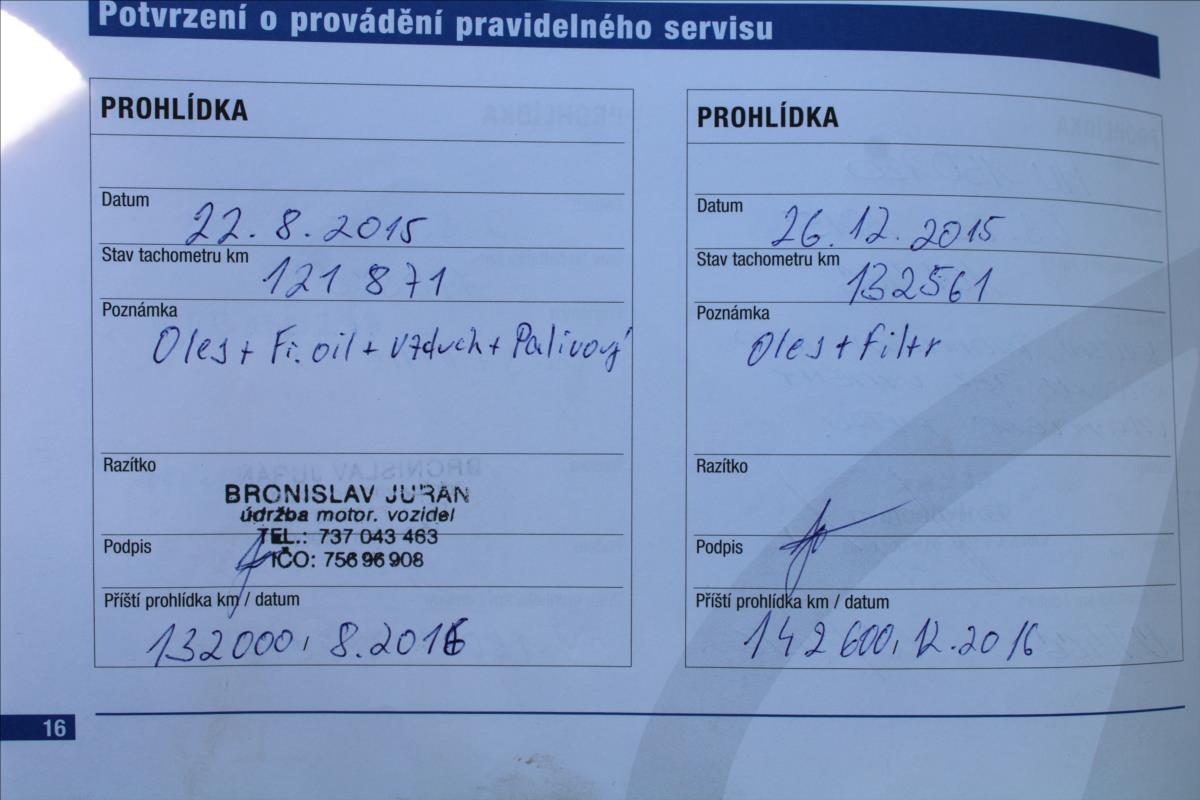 Potvrzení o provádění pravidelného servisu
PROHLÍDKA
Datum
22. 8. 2015
Stav tachometru km
121 871
Poznámka
Olej + Fi. oil + vzduch + Palivový
Razítko
BRONISLAV JURAN
údržba motor. vozidel
TEL.: 737 043 463
Podpis
IČO: 756 96 908
Příští prohlídka km / datum
132000, 8.2016
PROHLÍDKA
Datum
26. 12. 2015
Stav tachometru km
132561
Poznámka
Olej + filtr
Razítko
Podpis
Příští prohlídka km / datum
142 600, 12.2016
16